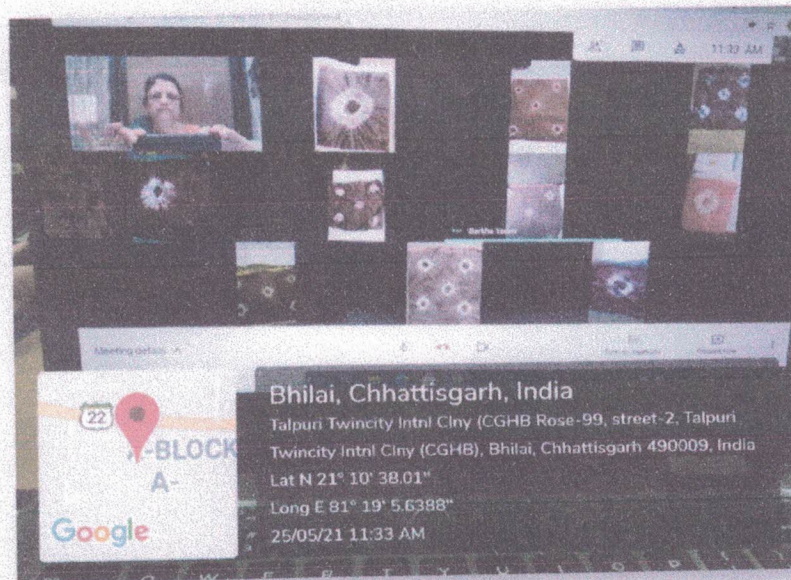 11:33 AM
Meeting details
22
A-BLOCK
A-
Google
Bhilai, Chhattisgarh, India
Talpuri Twincity Intnl Clny (CGHB Rose-99, street-2, Talpuri
Twincity Intnl Clny (CGHB), Bhilai, Chhattisgarh 490009, India
Lat N 21° 10' 38.01"
Long E 81° 19' 5.6388"
25/05/21 11:33 AM